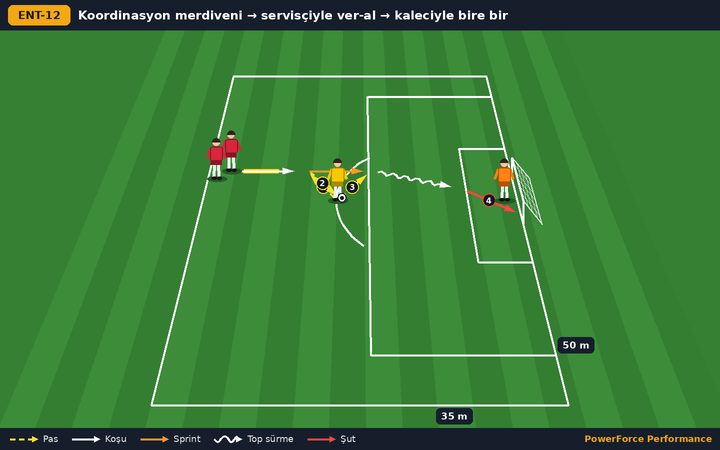 ENT-12 Koordinasyon merdiveni → servisçiyle ver-al → kaleciyle bire bir
2
3
4
50 m
35 m
Pas Koşu Sprint Top sürme Şut PowerForce Performance